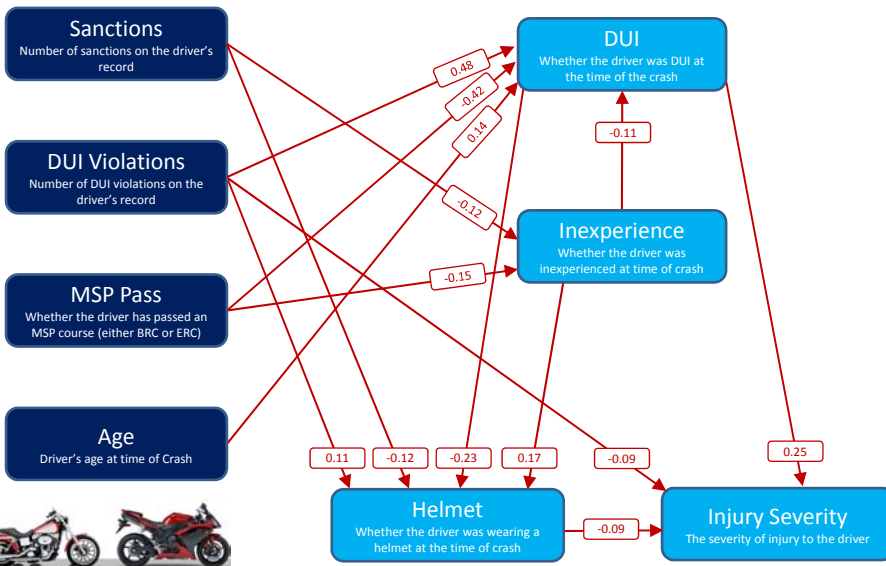 Sanctions
Number of sanctions on the driver's
record
DUI
Whether the driver was DUI at
the time of the crash
0.48
-0.42
0.14
-0.11
DUI Violations
Number of DUI violations on the
driver's record
-0.12
Inexperience
Whether the driver was
inexperienced at time of crash
-0.15
MSP Pass
Whether the driver has passed an
MSP course (either BRC or ERC)
Age
Driver's age at time of Crash
0.11
-0.12
-0.23
0.17
-0.09
0.25
Helmet
Whether the driver was wearing a
helmet at the time of crash
-0.09
Injury Severity
The severity of injury to the driver